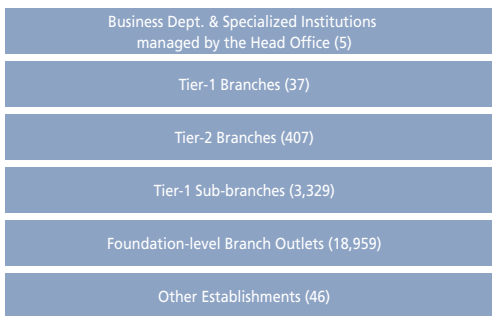 Business Dept. & Specialized Institutions
managed by the Head Office (5)
Tier-1 Branches (37)
Tier-2 Branches (407)
Tier-1 Sub-branches (3,329)
Foundation-level Branch Outlets (18,959)
Other Establishments (46)